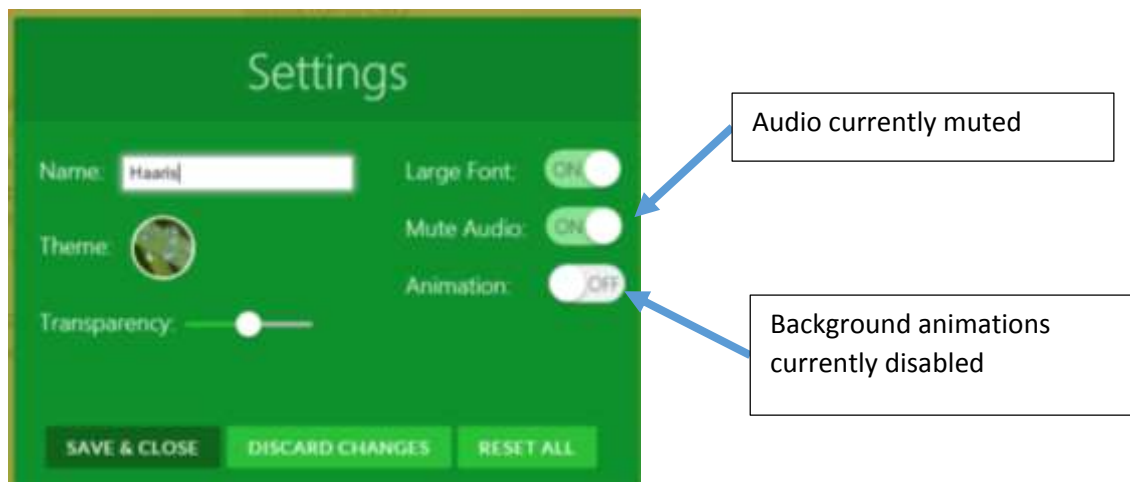 Settings
Name: Haaris
Large Font: ON
Mute Audio: ON
Theme:
Animation: OFF
Transparency:
SAVE & CLOSE DISCARD CHANGES RESET ALL
Audio currently muted
Background animations
currently disabled